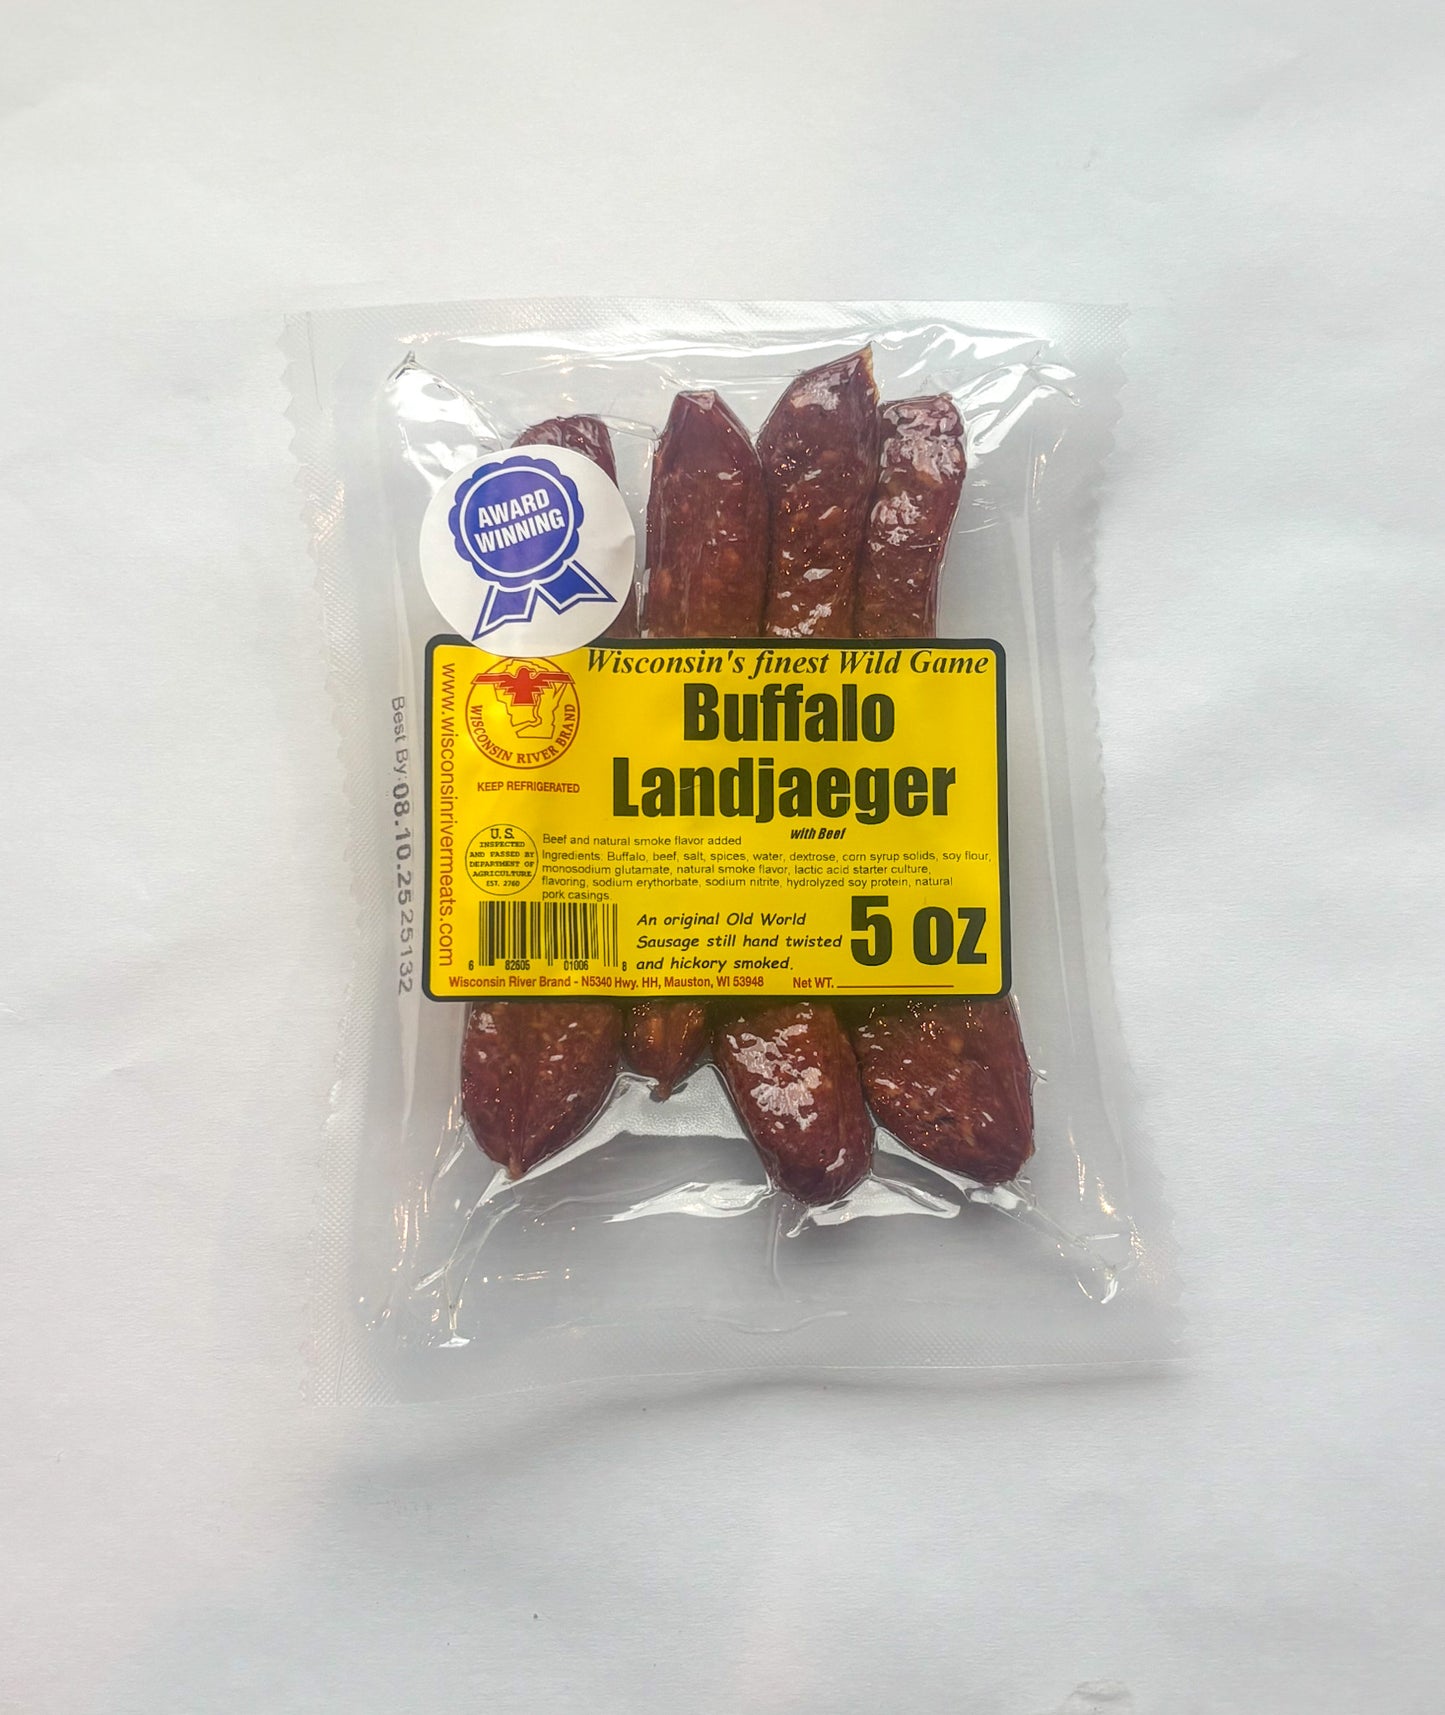 AWARD
WINNING
Wisconsin's finest Wild Game
Buffalo
Landjaeger
with Beef
WISCONSIN RIVER BRAND
KEEP REFRIGERATED
www.wisconsinrivermeats.com
Best By: 08.10.25 25132
U.S.
INSPECTED
AND PASSED BY
DEPARTMENT OF
AGRICULTURE
EST. 2760
Beef and natural smoke flavor added
Ingredients: Buffalo, beef, salt, spices, water, dextrose, corn syrup solids, soy flour,
monosodium glutamate, natural smoke flavor, lactic acid starter culture,
flavoring, sodium erythorbate, sodium nitrite, hydrolyzed soy protein, natural
pork casings.
6 82605 01006 8
An original Old World
Sausage still hand twisted
and hickory smoked.
5 oz
Wisconsin River Brand - N5340 Hwy. HH, Mauston, WI 53948
Net WT.